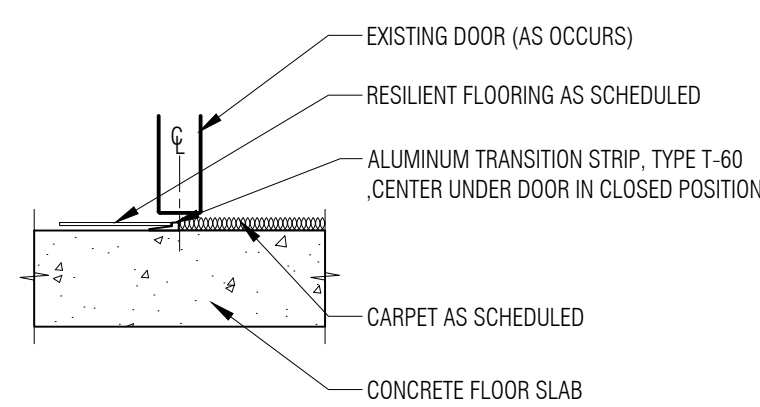 EXISTING DOOR (AS OCCURS)
RESILIENT FLOORING AS SCHEDULED
℄
ALUMINUM TRANSITION STRIP, TYPE T-60
,CENTER UNDER DOOR IN CLOSED POSITION
CARPET AS SCHEDULED
CONCRETE FLOOR SLAB